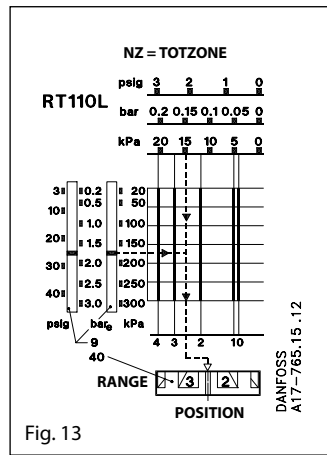 NZ = TOTZONE
psig 3 2 1 0
RT110L
bar 0.2 0.15 0.1 0.05 0
kPa 20 15 10 5 0
3 0.2 20
0.5 50
10
1.0 100
20 1.5 150
30 2.0 200
2.5 250
40
3.0 300
psig bare kPa 4 3 2 10
9
40
RANGE 3 2
POSITION
DANFOSS
A17-765.15.12
Fig. 13